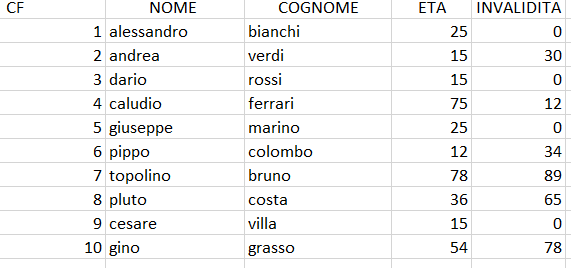 CF NOME COGNOME ETA INVALIDITA
1 alessandro bianchi 25 0
2 andrea verdi 15 30
3 dario rossi 15 0
4 caludio ferrari 75 12
5 giuseppe marino 25 0
6 pippo colombo 12 34
7 topolino bruno 78 89
8 pluto costa 36 65
9 cesare villa 15 0
10 gino grasso 54 78